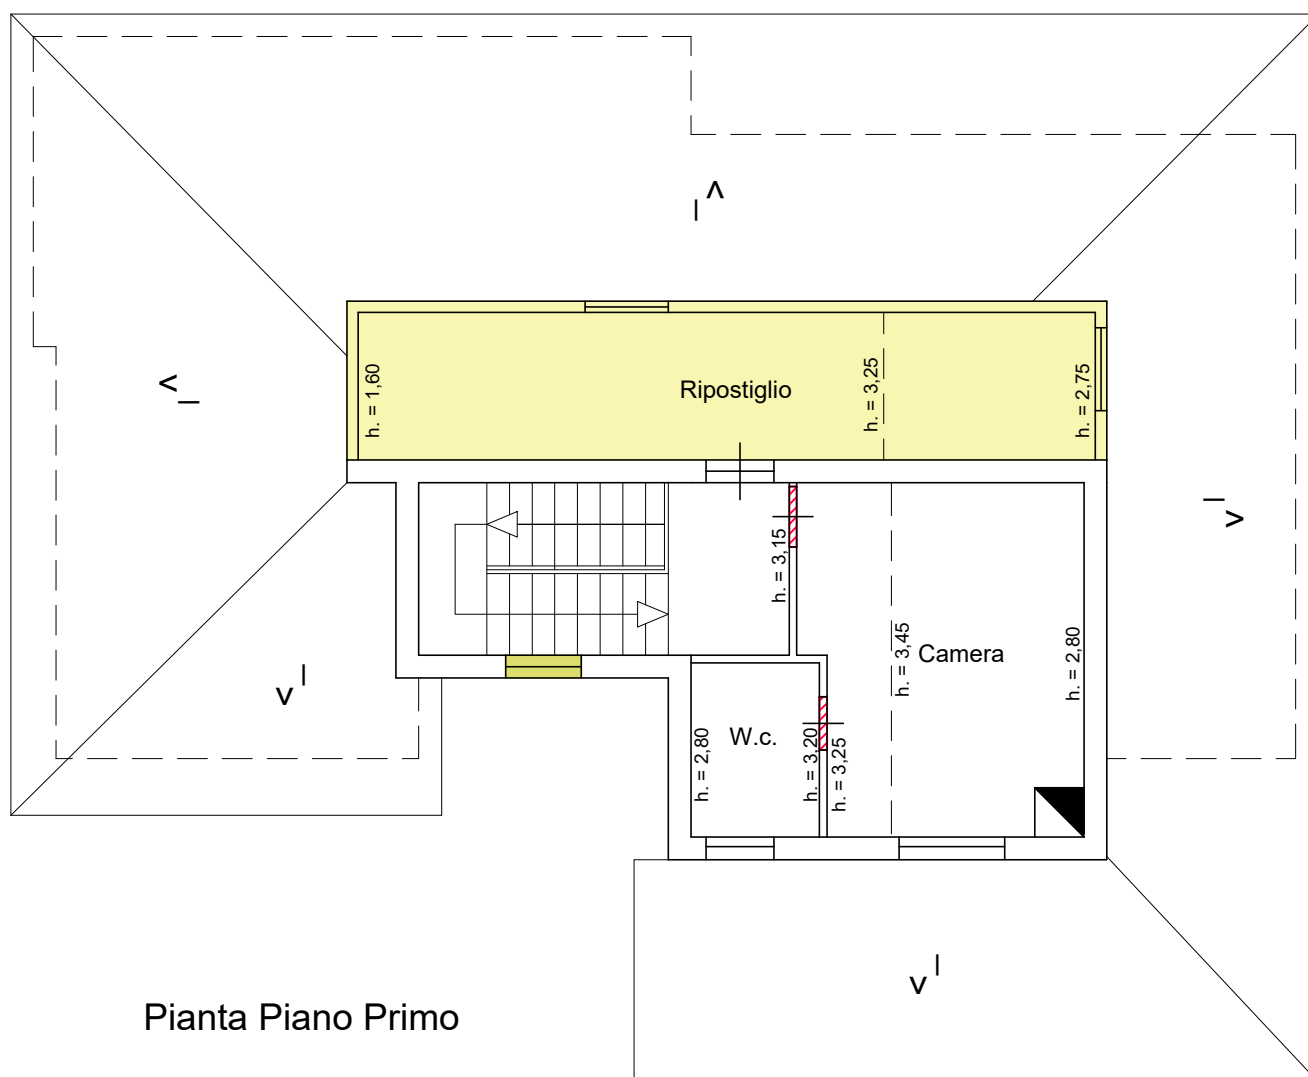 h. = 1,60
Ripostiglio
h. = 3,25
h. = 2,75
h. = 3,15
h. = 3,45
Camera
h. = 2,80
h. = 2,80
W.c.
h. = 3,20
h. = 3,25
Pianta Piano Primo